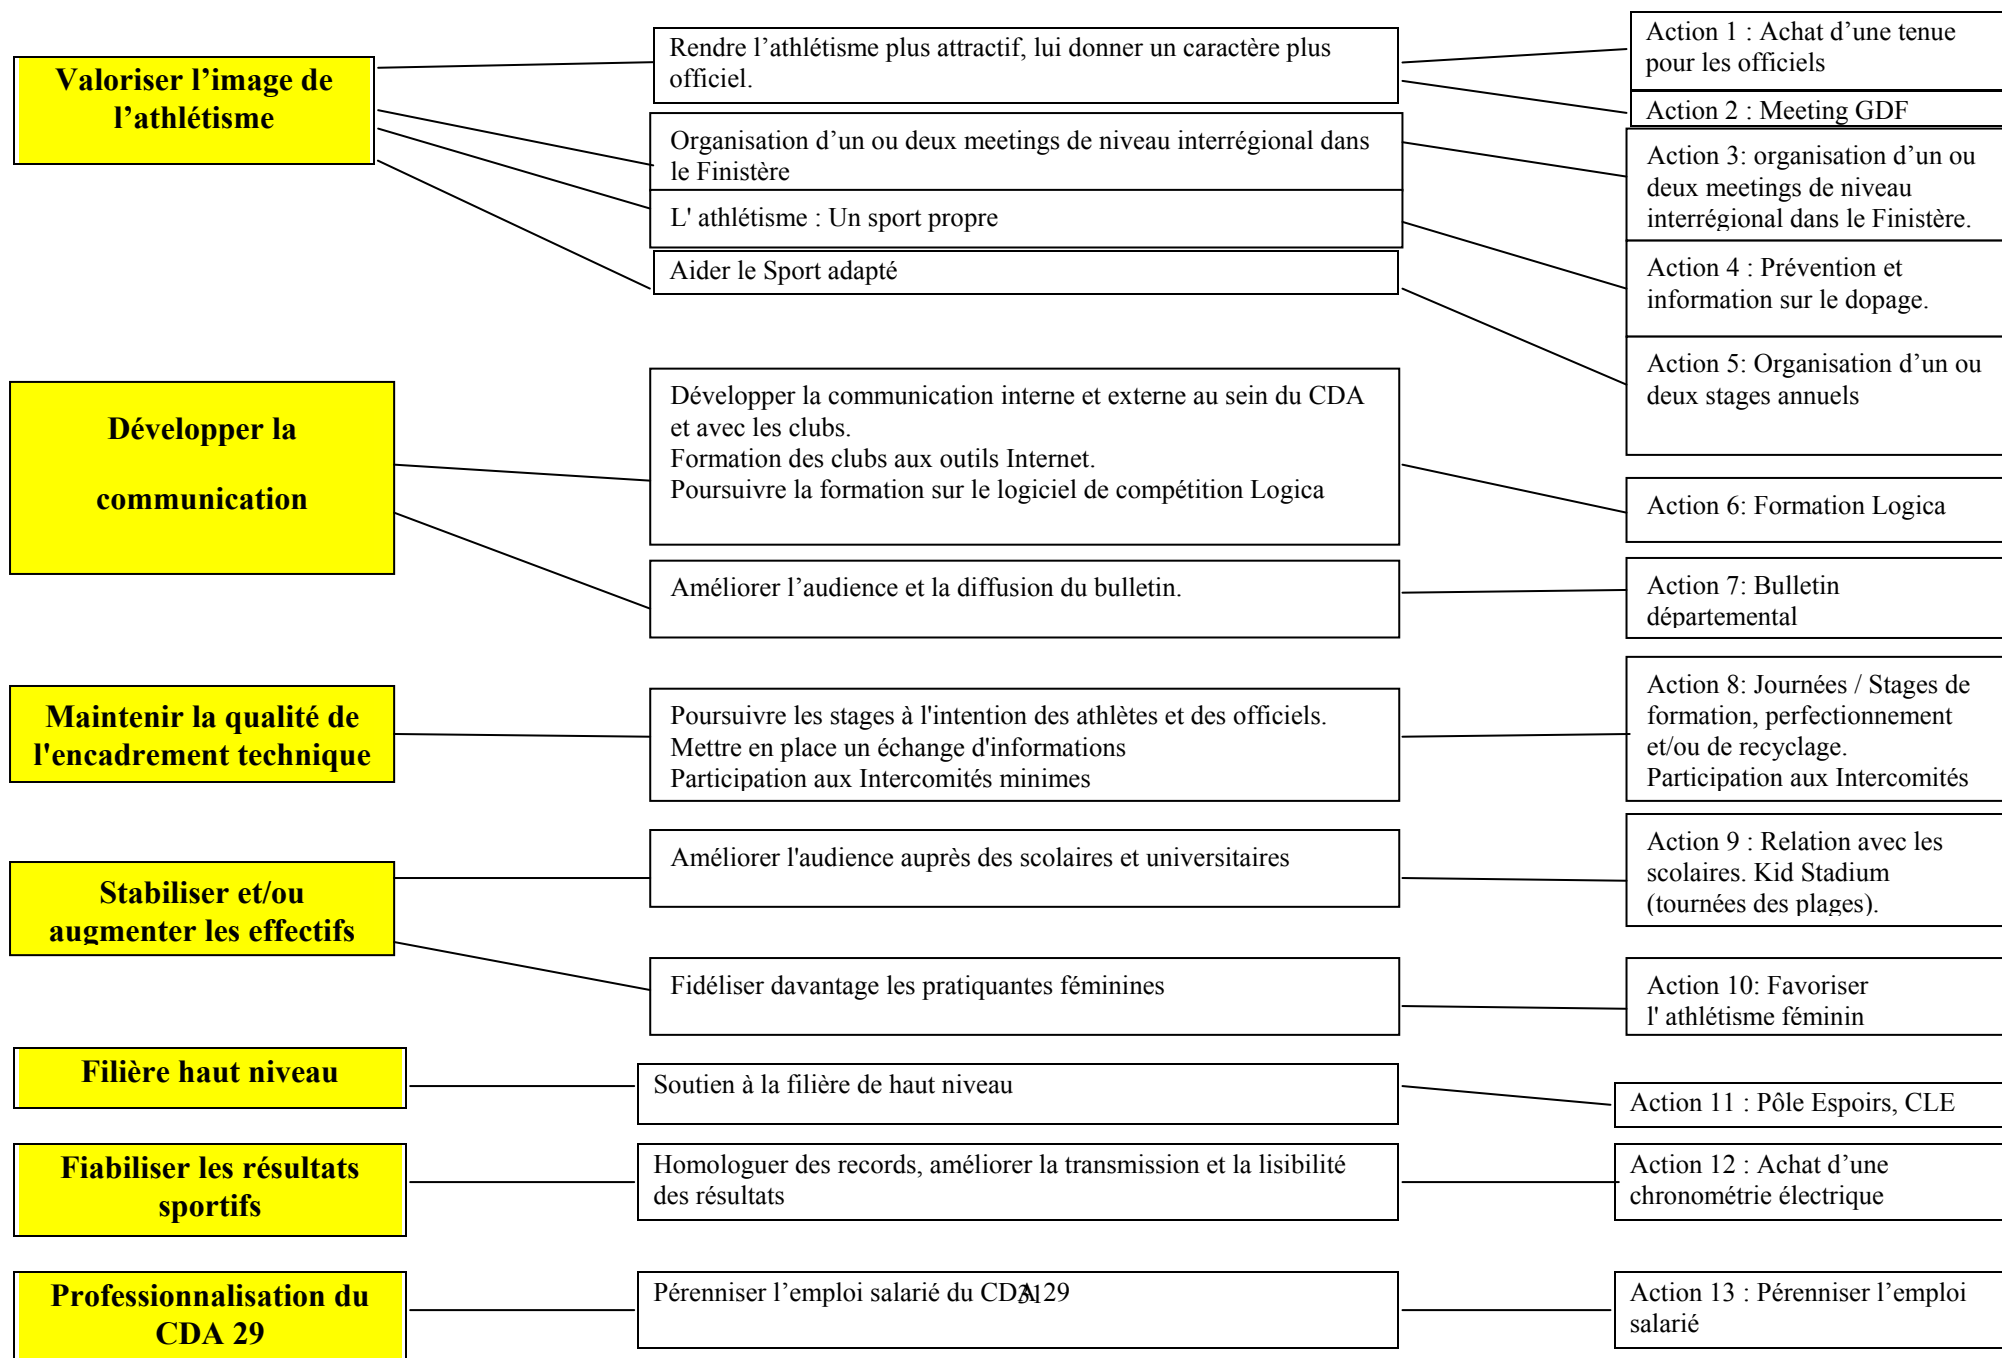 Valoriser l’image de
l’athlétisme
Rendre l’athlétisme plus attractif, lui donner un caractère plus
officiel.
Organisation d’un ou deux meetings de niveau interrégional dans
le Finistère
L' athlétisme : Un sport propre
Aider le Sport adapté
Action 1 : Achat d’une tenue
pour les officiels
Action 2 : Meeting GDF
Action 3: organisation d’un ou
deux meetings de niveau
interrégional dans le Finistère.
Action 4 : Prévention et
information sur le dopage.
Action 5: Organisation d’un ou
deux stages annuels
Développer la
communication
Développer la communication interne et externe au sein du CDA
et avec les clubs.
Formation des clubs aux outils Internet.
Poursuivre la formation sur le logiciel de compétition Logica
Améliorer l’audience et la diffusion du bulletin.
Action 6: Formation Logica
Action 7: Bulletin
départemental
Maintenir la qualité de
l'encadrement technique
Poursuivre les stages à l'intention des athlètes et des officiels.
Mettre en place un échange d'informations
Participation aux Intercomités minimes
Action 8: Journées / Stages de
formation, perfectionnement
et/ou de recyclage.
Participation aux Intercomités
Stabiliser et/ou
augmenter les effectifs
Améliorer l'audience auprès des scolaires et universitaires
Fidéliser davantage les pratiquantes féminines
Action 9 : Relation avec les
scolaires. Kid Stadium
(tournées des plages).
Action 10: Favoriser
l' athlétisme féminin
Filière haut niveau
Soutien à la filière de haut niveau
Action 11 : Pôle Espoirs, CLE
Fiabiliser les résultats
sportifs
Homologuer des records, améliorer la transmission et la lisibilité
des résultats
Action 12 : Achat d’une
chronométrie électrique
Professionnalisation du
CDA 29
Pérenniser l’emploi salarié du CDA 29
31
Action 13 : Pérenniser l’emploi
salarié